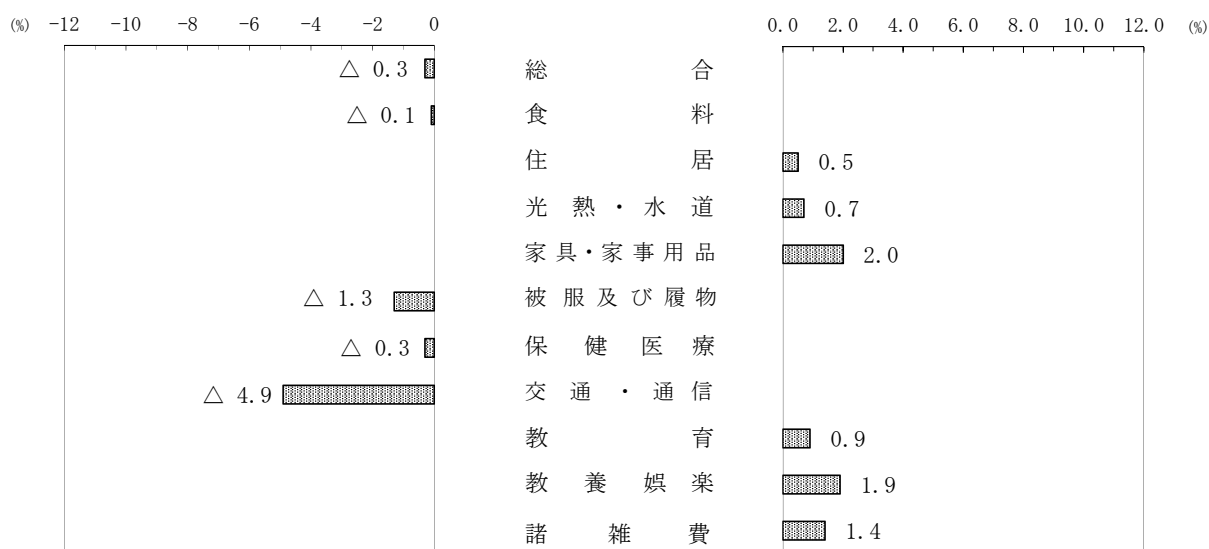 (%) -12 -10 -8 -6 -4 -2 0 0.0 2.0 4.0 6.0 8.0 10.0 12.0 (%)
△ 0.3 総合
△ 0.1 食料
住居 0.5
光熱・水道 0.7
家具・家事用品 2.0
△ 1.3 被服及び履物
△ 0.3 保健医療
△ 4.9 交通・通信
教育 0.9
教養娯楽 1.9
諸雑費 1.4